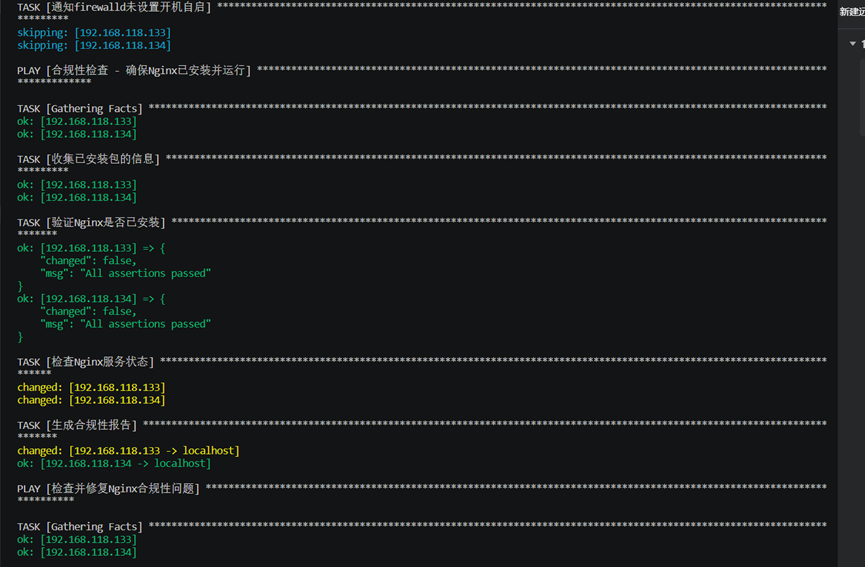 TASK [通知firewalld未设置开机自启] ************************************************************************************************************
*********
skipping: [192.168.118.133]
skipping: [192.168.118.134]
PLAY [合规性检查 - 确保Nginx已安装并运行] *****************************************************************************************************
*************
TASK [Gathering Facts] ************************************************************************************************************************
ok: [192.168.118.133]
ok: [192.168.118.134]
TASK [收集已安装包的信息] *********************************************************************************************************************
*********
ok: [192.168.118.133]
ok: [192.168.118.134]
TASK [验证Nginx是否已安装] ********************************************************************************************************************
*******
ok: [192.168.118.133] => {
    "changed": false,
    "msg": "All assertions passed"
}
ok: [192.168.118.134] => {
    "changed": false,
    "msg": "All assertions passed"
}
TASK [检查Nginx服务状态] **********************************************************************************************************************
******
changed: [192.168.118.133]
changed: [192.168.118.134]
TASK [生成合规性报告] *************************************************************************************************************************
*******
changed: [192.168.118.133 -> localhost]
ok: [192.168.118.134 -> localhost]
PLAY [检查并修复Nginx合规性问题] **************************************************************************************************************
**********
TASK [Gathering Facts] ************************************************************************************************************************
ok: [192.168.118.133]
ok: [192.168.118.134]
新建